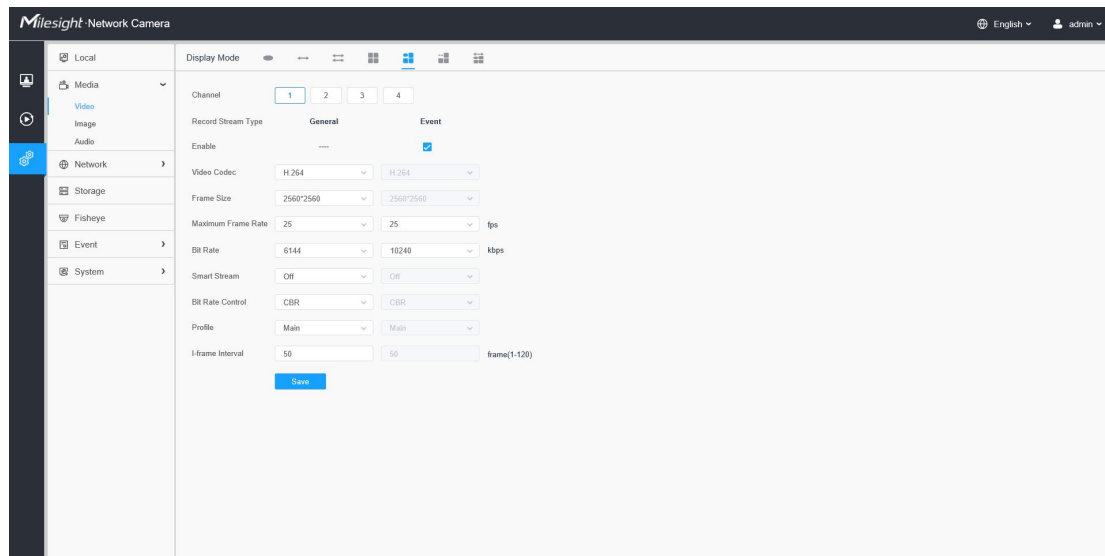 Milesight · Network Camera
English
admin
Local
Media
Video
Image
Audio
Network
Storage
Fisheye
Event
System
Display Mode
Channel 1 2 3 4
Record Stream Type General Event
Enable ----
Video Codec H.264 H.264
Frame Size 2560*2560 2560*2560
Maximum Frame Rate 25 25 fps
Bit Rate 6144 10240 kbps
Smart Stream Off Off
Bit Rate Control CBR CBR
Profile Main Main
I-frame Interval 50 50 frame(1-120)
Save